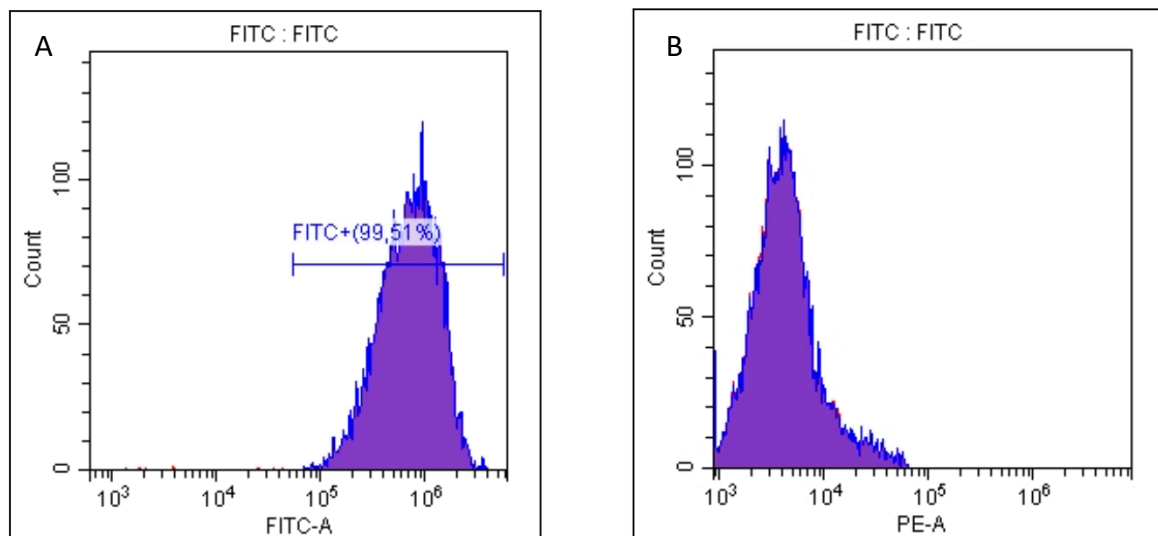 A
FITC : FITC
100
50
0
Count
FITC+(99,51%)
10³ 10⁴ 10⁵ 10⁶
FITC-A
B
FITC : FITC
100
50
0
Count
10³ 10⁴ 10⁵ 10⁶
PE-A